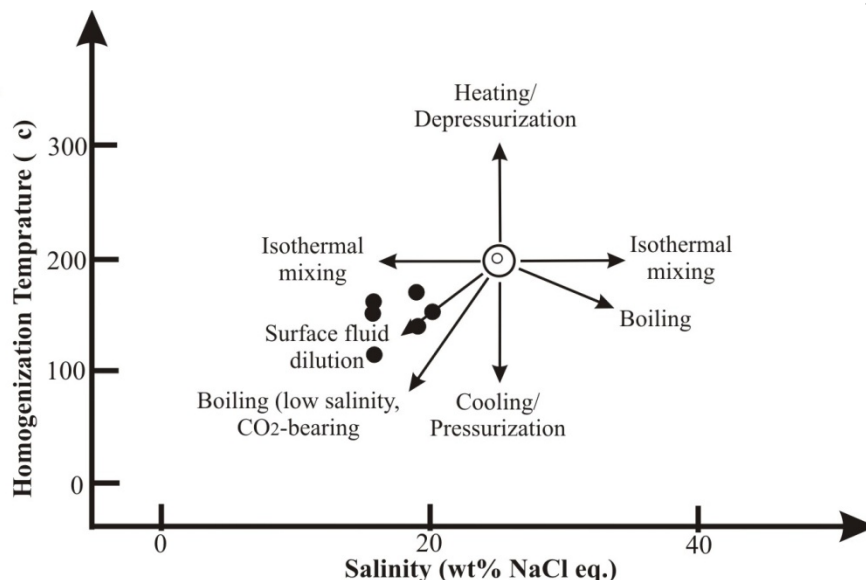 Heating/
Depressurization
300
Isothermal
mixing
Isothermal
mixing
200
Boiling
Surface fluid
dilution
100
Boiling (low salinity,
CO2-bearing
Cooling/
Pressurization
0
Homogenization Temprature ( c)
0
20
40
Salinity (wt% NaCl eq.)